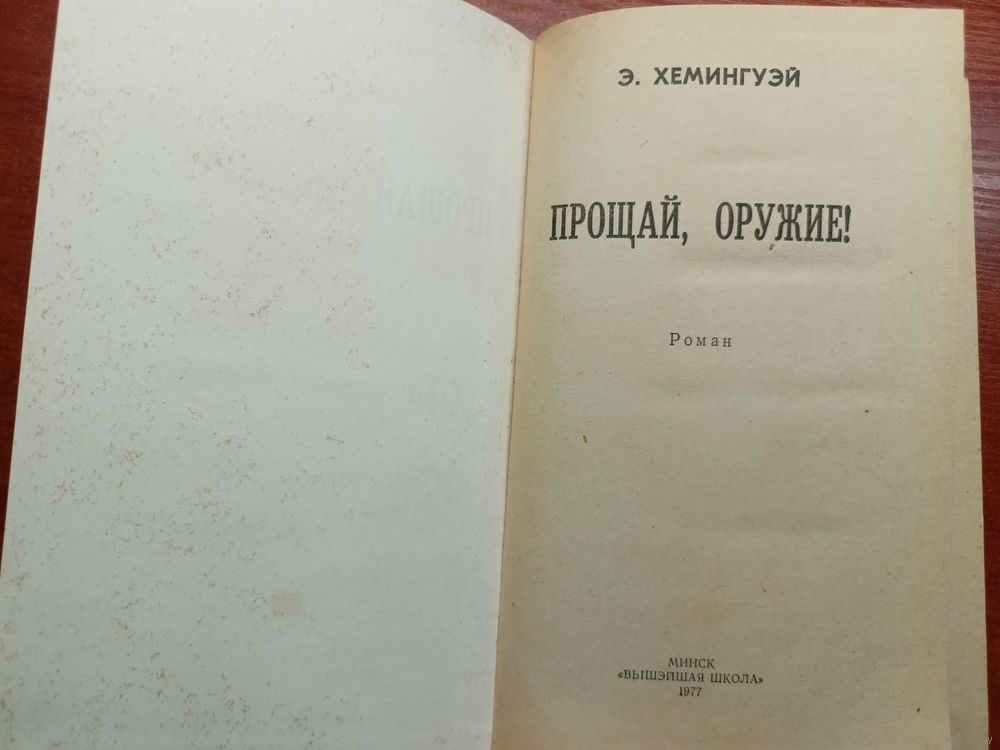 Э. ХЕМИНГУЭЙ
ПРОЩАЙ, ОРУЖИЕ!
Роман
МИНСК
«ВЫШЭЙШАЯ ШКОЛА»
1977